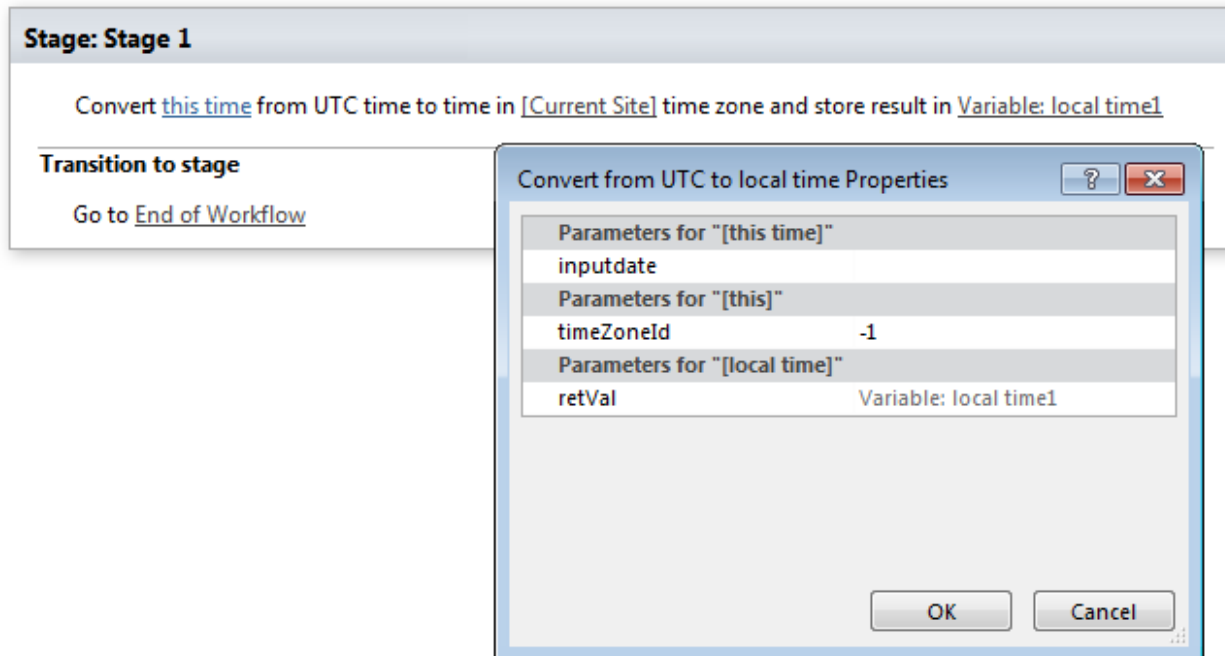 Stage: Stage 1
Convert this time from UTC time to time in [Current Site] time zone and store result in Variable: local time1
Transition to stage
Go to End of Workflow
Convert from UTC to local time Properties
?
Parameters for "[this time]"
inputdate
Parameters for "[this]"
timeZoneId -1
Parameters for "[local time]"
retVal Variable: local time1
OK Cancel